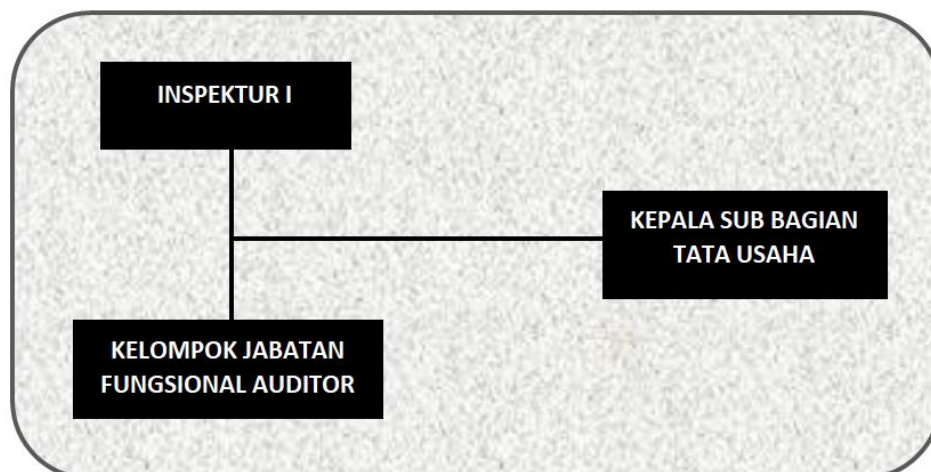 INSPEKTUR I
KEPALA SUB BAGIAN
TATA USAHA
KELOMPOK JABATAN
FUNGSIONAL AUDITOR